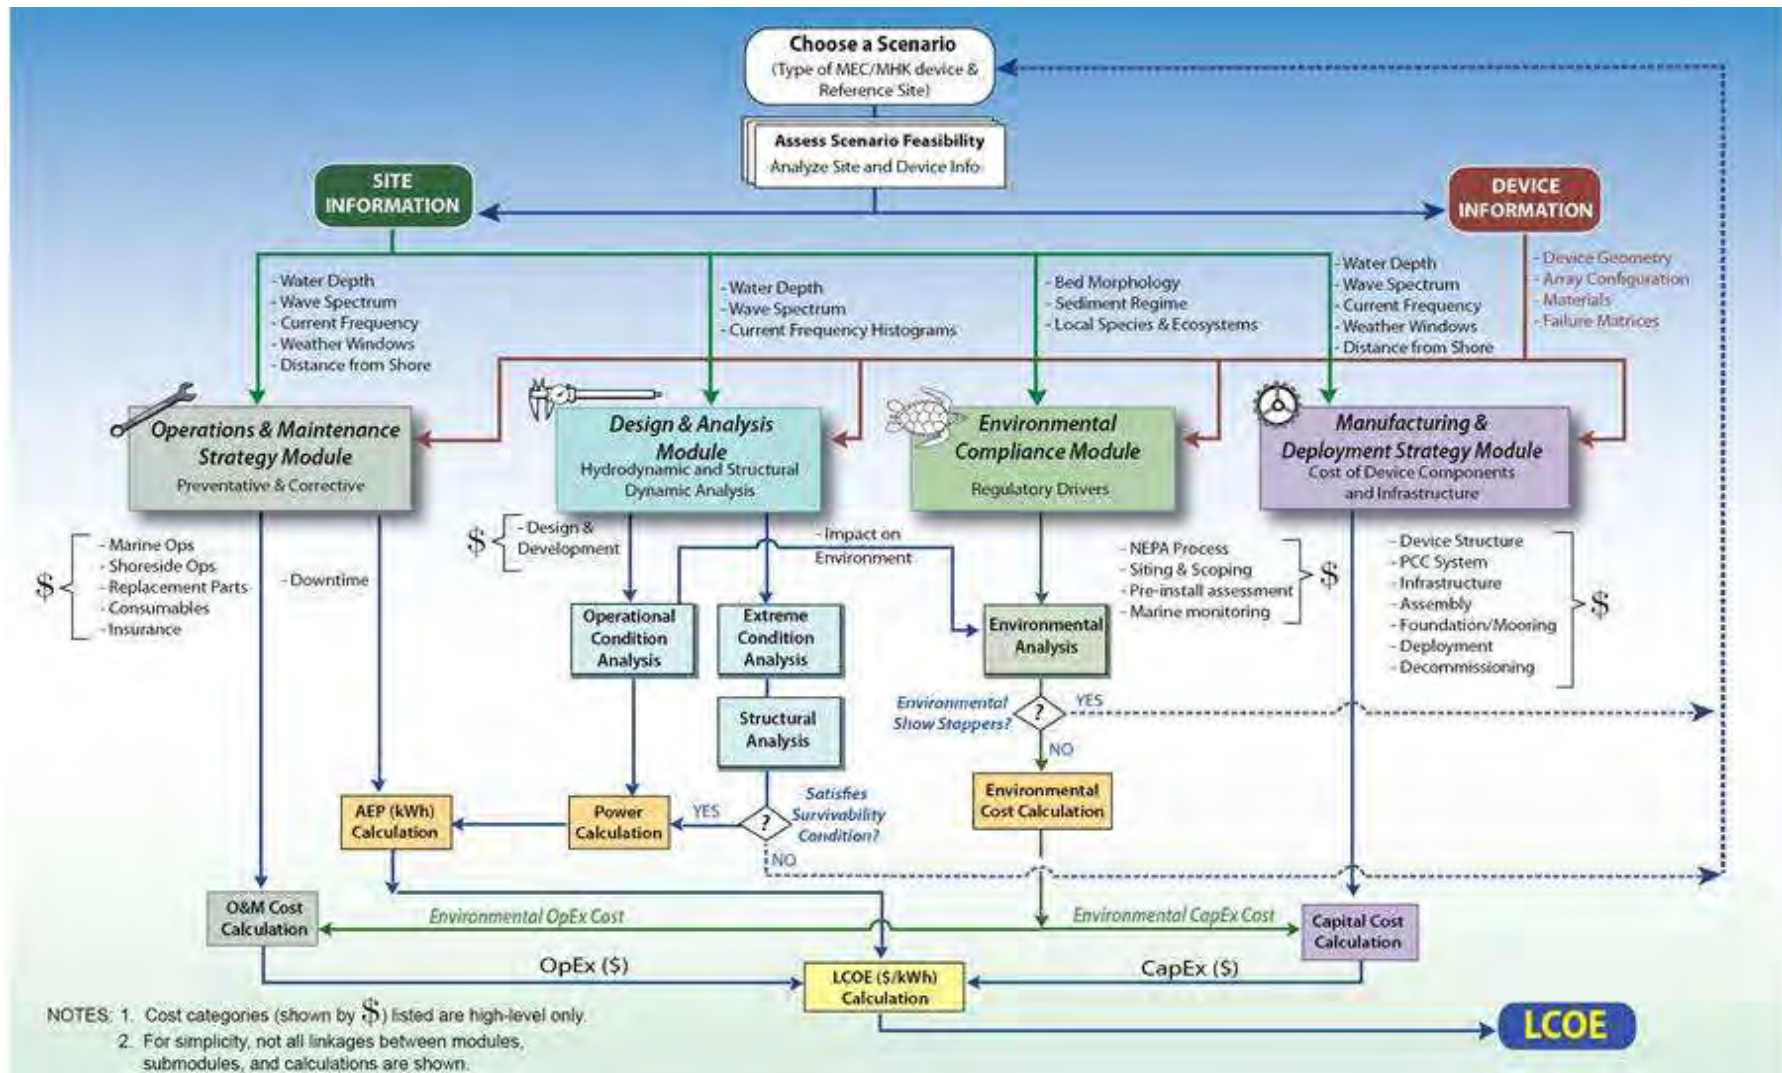 Choose a Scenario
(Type of MEC/MHK device &
Reference Site)
Assess Scenario Feasibility
Analyze Site and Device Info
SITE
INFORMATION
DEVICE
INFORMATION
- Water Depth
- Wave Spectrum
- Current Frequency
- Weather Windows
- Distance from Shore
- Water Depth
- Wave Spectrum
- Current Frequency Histograms
- Bed Morphology
- Sediment Regime
- Local Species & Ecosystems
- Water Depth
- Wave Spectrum
- Current Frequency
- Weather Windows
- Distance from Shore
- Device Geometry
- Array Configuration
- Materials
- Failure Matrices
Operations & Maintenance
Strategy Module
Preventative & Corrective
Design & Analysis
Module
Hydrodynamic and Structural
Dynamic Analysis
Environmental
Compliance Module
Regulatory Drivers
Manufacturing &
Deployment Strategy Module
Cost of Device Components
and Infrastructure
$
- Marine Ops
- Shoreside Ops
- Replacement Parts
- Consumables
- Insurance
- Downtime
$
- Design &
Development
- Impact on
Environment
- NEPA Process
- Siting & Scoping
- Pre-install assessment
- Marine monitoring
$
- Device Structure
- PCC System
- Infrastructure
- Assembly
- Foundation/Mooring
- Deployment
- Decommissioning
$
Operational
Condition
Analysis
Extreme
Condition
Analysis
Environmental
Analysis
Structural
Analysis
Environmental
Show Stoppers?
?
YES
NO
Environmental
Cost Calculation
AEP (kWh)
Calculation
Power
Calculation
YES
?
Satisfies
Survivability
Condition?
NO
O&M Cost
Calculation
Environmental OpEx Cost
Environmental CapEx Cost
Capital Cost
Calculation
OpEx ($)
LCOE ($/kWh)
Calculation
CapEx ($)
LCOE
NOTES: 1. Cost categories (shown by $) listed are high-level only.
2. For simplicity, not all linkages between modules,
submodules, and calculations are shown.